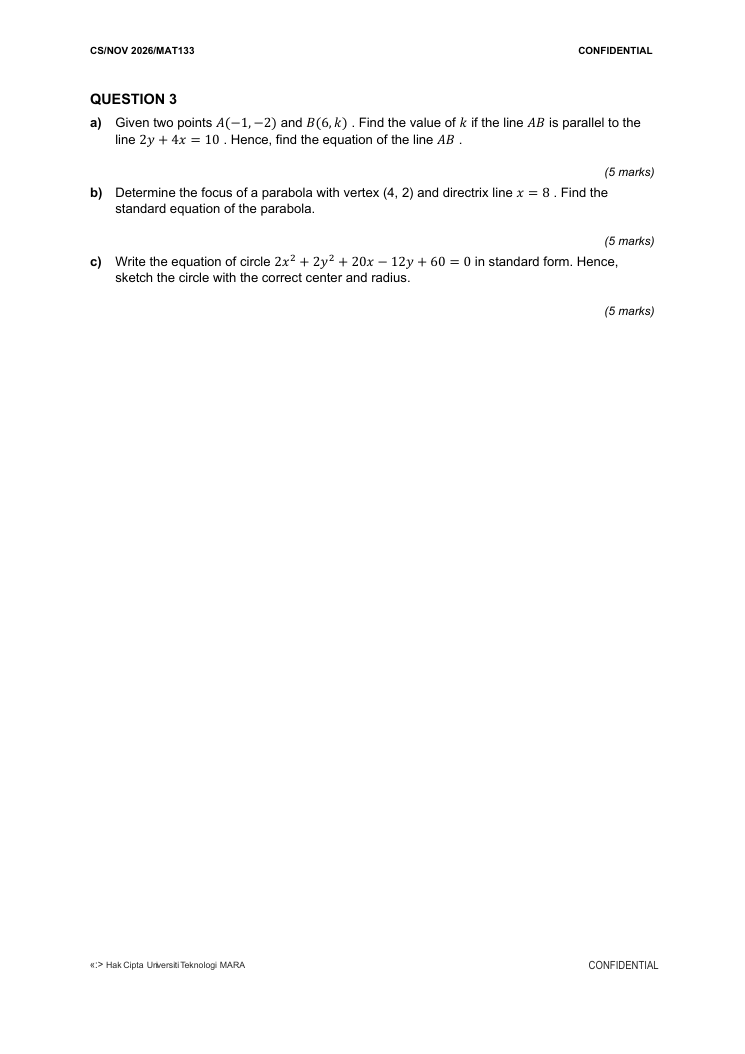 CS/NOV 2026/MAT133 CONFIDENTIAL
QUESTION 3
a) Given two points A(−1, −2) and B(6, k) . Find the value of k if the line AB is parallel to the
line 2y + 4x = 10 . Hence, find the equation of the line AB .
(5 marks)
b) Determine the focus of a parabola with vertex (4, 2) and directrix line x = 8 . Find the
standard equation of the parabola.
(5 marks)
c) Write the equation of circle 2x² + 2y² + 20x − 12y + 60 = 0 in standard form. Hence,
sketch the circle with the correct center and radius.
(5 marks)
«:> Hak Cipta Universiti Teknologi MARA CONFIDENTIAL